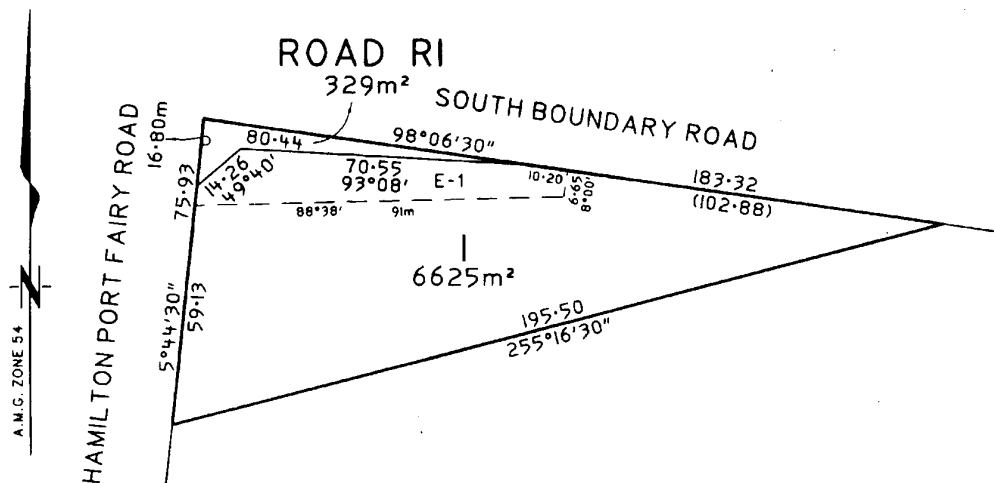 ROAD R1
329m²
SOUTH BOUNDARY ROAD
HAMILTON PORT FAIRY ROAD
16·80m
80·44
98°06'30"
14·26
49°40'
70·55
93°08'
E-1
10·20
6·65
8°00'
183·32
(102·88)
75·93
88°38' 91m
1
6625m²
5°44'30"
59·13
195·50
255°16'30"
N
A.M.G. ZONE 54